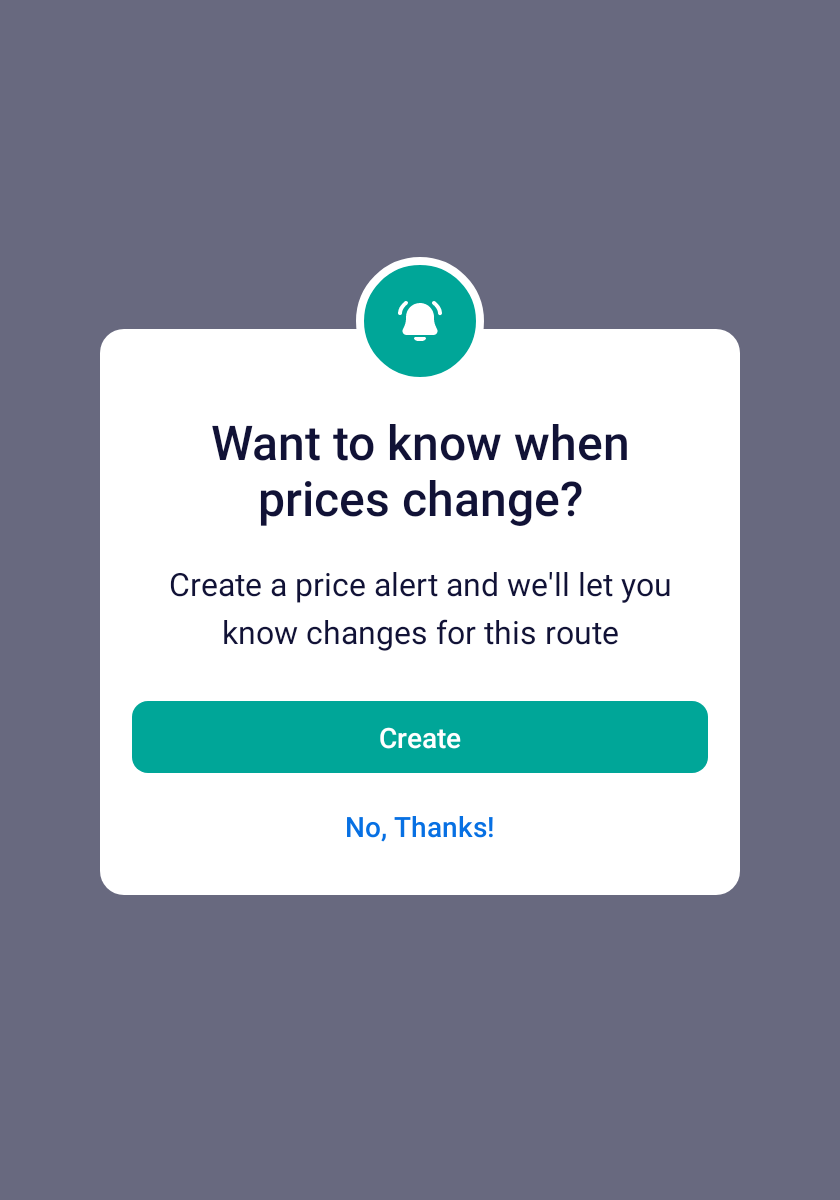 Want to know when
prices change?
Create a price alert and we'll let you
know changes for this route
Create
No, Thanks!